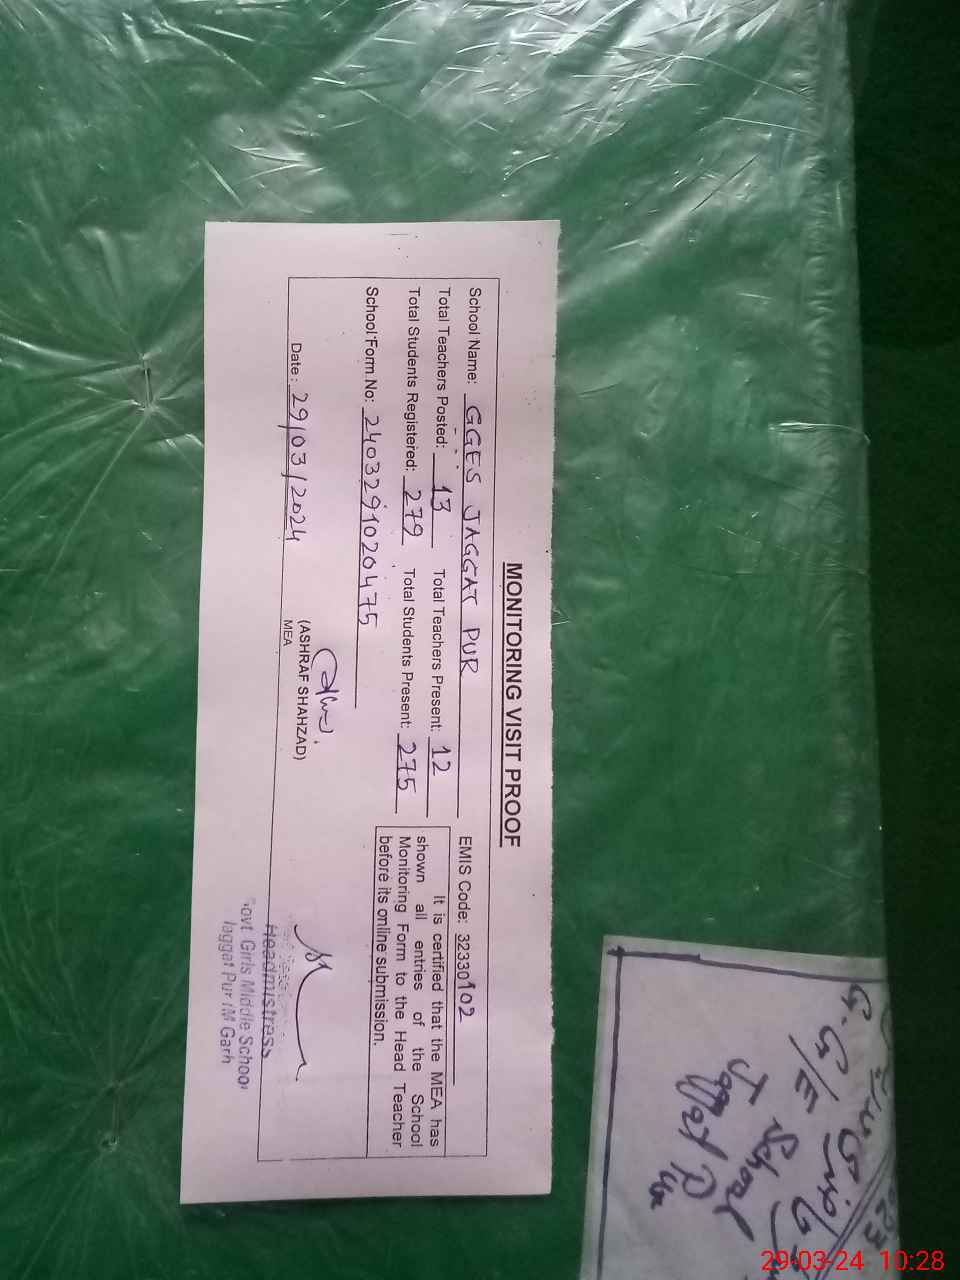 MONITORING VISIT PROOF
School Name: GGES JAGGAT PUR EMIS Code: 32330102
Total Teachers Posted: 13 Total Teachers Present: 12
Total Students Registered: 279 Total Students Present: 275
School Form No: 2403291020475
It is certified that the MEA has
shown all entries of the School
Monitoring Form to the Head Teacher
before its online submission.
Date: 29/03/2024
(ASHRAF SHAHZAD)
MEA
Headmistress
Govt. Girls Middle School
Jaggat Pur M Garh
G. G/E
School
Jaggat Pur
29-03-24 10:28